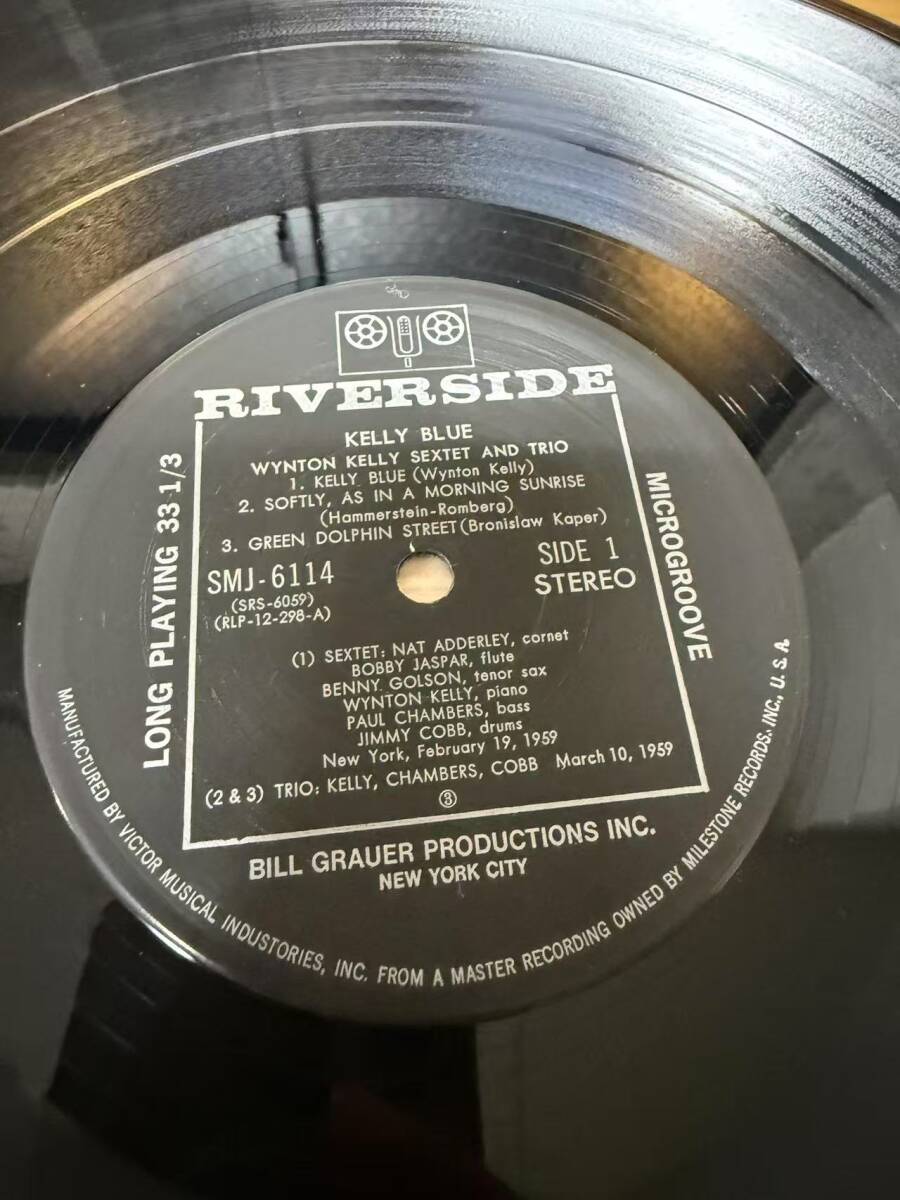 RIVERSIDE
KELLY BLUE
WYNTON KELLY SEXTET AND TRIO
1. KELLY BLUE (Wynton Kelly)
2. SOFTLY, AS IN A MORNING SUNRISE
(Hammerstein-Romberg)
3. GREEN DOLPHIN STREET (Bronislaw Kaper)
SMJ-6114
(SRS-6059)
(RLP-12-298-A)
SIDE 1
STEREO
LONG PLAYING 33 1/3
MICROGROOVE
(1) SEXTET: NAT ADDERLEY, cornet
BOBBY JASPAR, flute
BENNY GOLSON, tenor sax
WYNTON KELLY, piano
PAUL CHAMBERS, bass
JIMMY COBB, drums
New York, February 19, 1959
(2 & 3) TRIO: KELLY, CHAMBERS, COBB March 10, 1959
③
BILL GRAUER PRODUCTIONS INC.
NEW YORK CITY
MANUFACTURED BY VICTOR MUSICAL INDUSTORIES, INC. FROM A MASTER RECORDING OWNED BY MILESTONE RECORDS. INC., U.S.A.